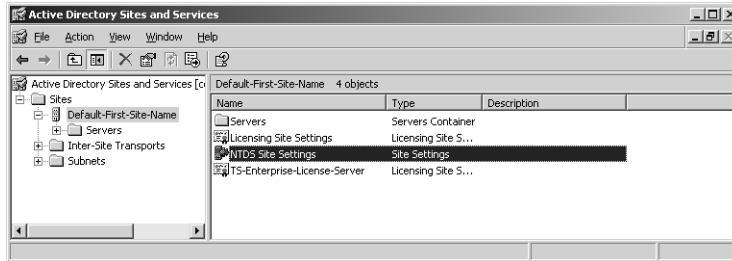 Active Directory Sites and Services
File Action View Window Help
Active Directory Sites and Services [co
Sites
Default-First-Site-Name
Servers
Inter-Site Transports
Subnets
Default-First-Site-Name 4 objects
Name Type Description
Servers Servers Container
Licensing Site Settings Licensing Site S...
NTDS Site Settings Site Settings
TS-Enterprise-License-Server Licensing Site S...